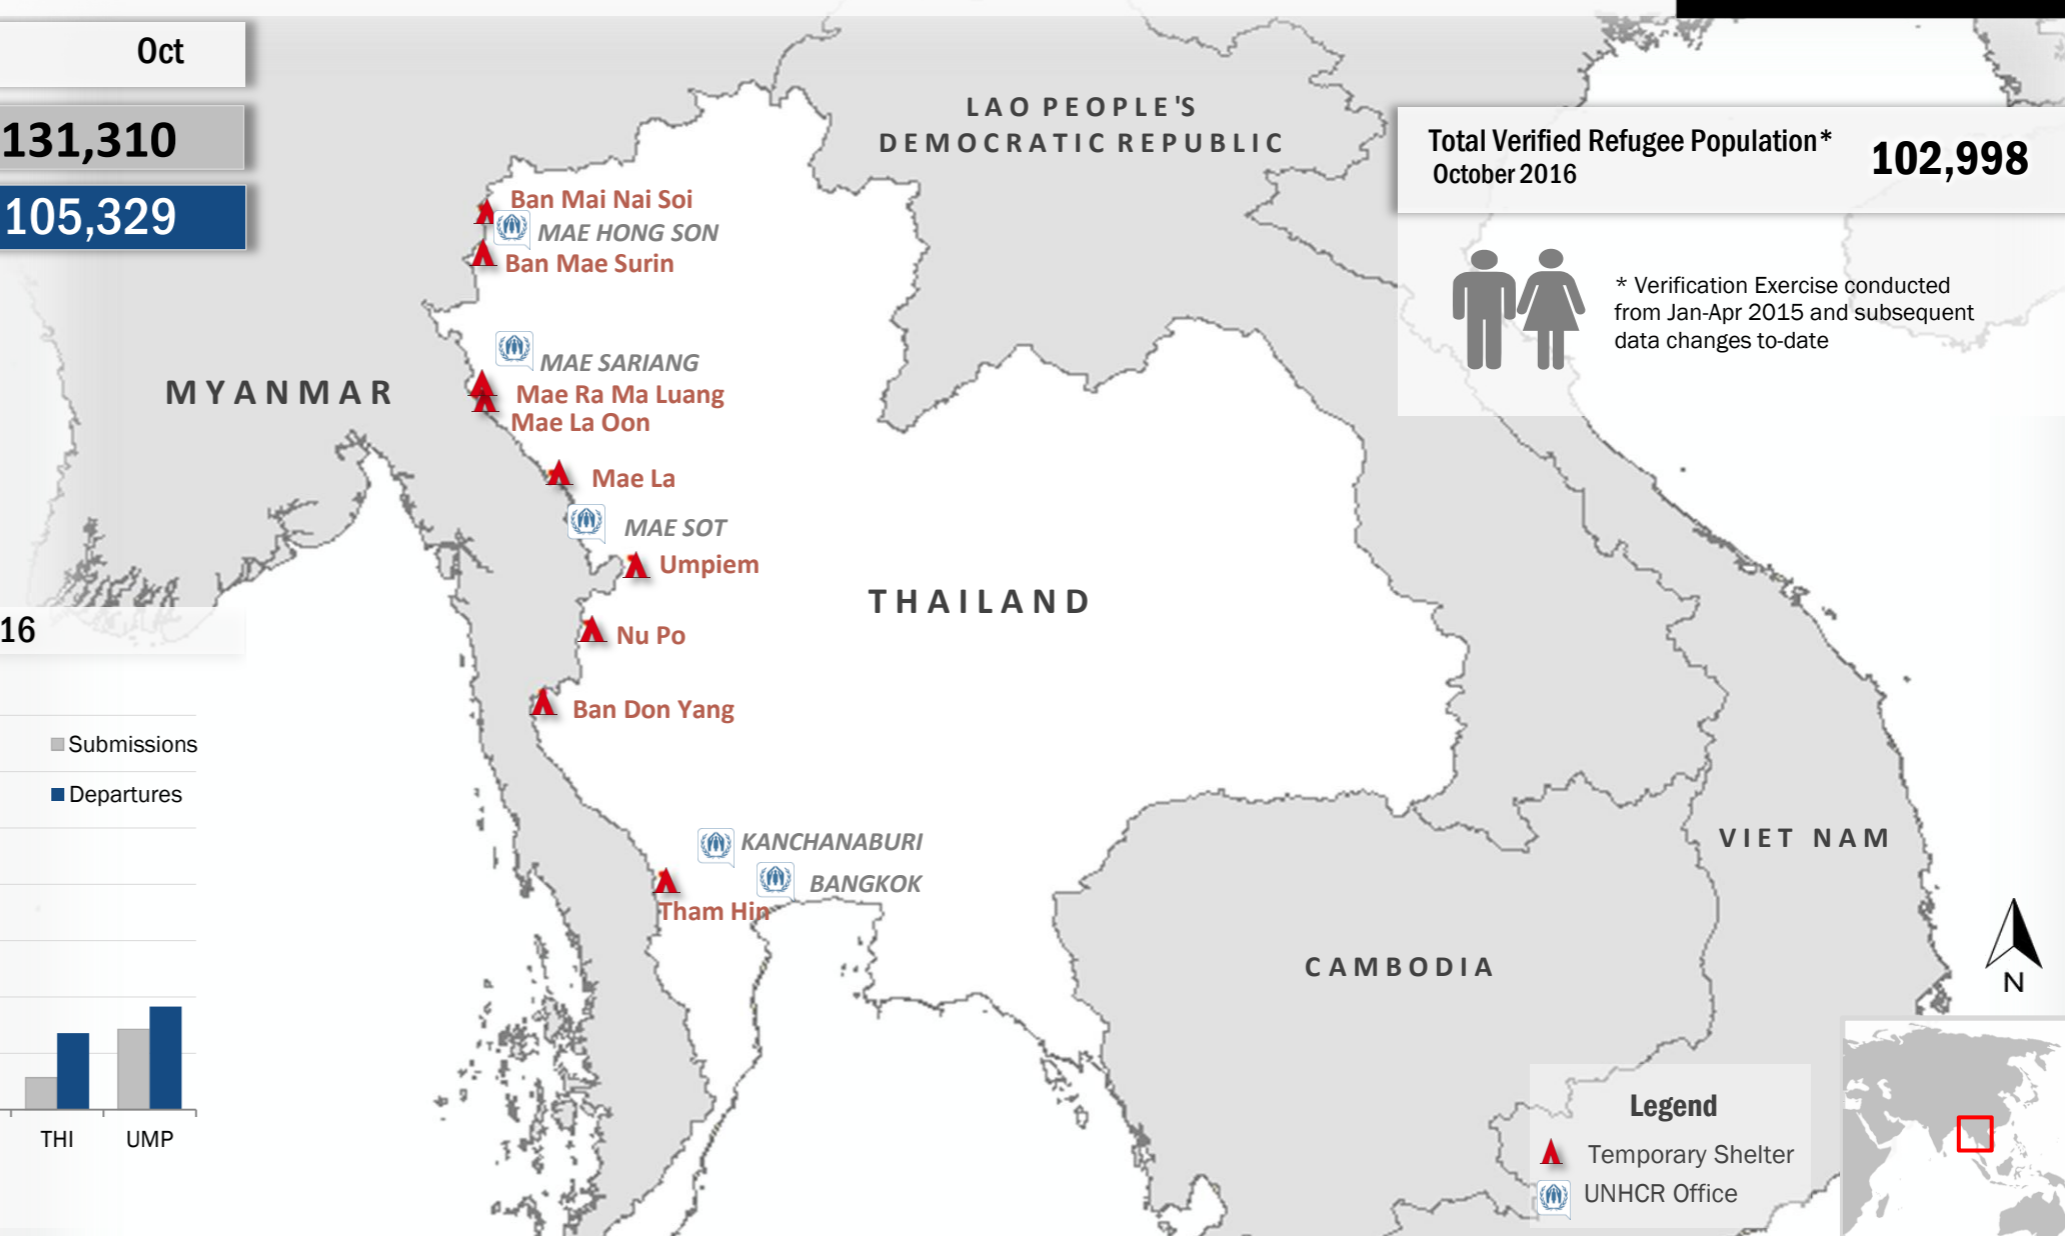 Oct
131,310
105,329
LAO PEOPLE'S
DEMOCRATIC REPUBLIC
Total Verified Refugee Population*
October 2016
102,998
* Verification Exercise conducted
from Jan-Apr 2015 and subsequent
data changes to-date
Ban Mai Nai Soi
MAE HONG SON
Ban Mae Surin
MAE SARIANG
MYANMAR
Mae Ra Ma Luang
Mae La Oon
Mae La
MAE SOT
Umpiem
THAILAND
Nu Po
Ban Don Yang
16
Submissions
Departures
THI
UMP
KANCHANABURI
BANGKOK
Tham Hin
VIET NAM
CAMBODIA
N
Legend
Temporary Shelter
UNHCR Office